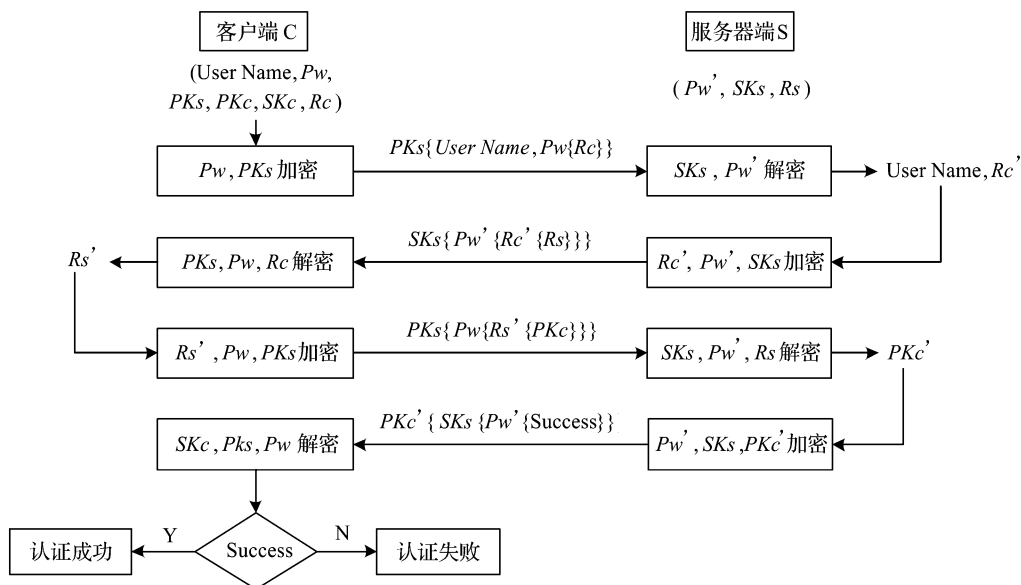 客户端 C
服务器端 S
(User Name, Pw,
PKs, PKc, SKc, Rc)
(Pw', SKs, Rs)
Pw, PKs 加密
PKs{User Name, Pw{Rc}}
SKs, Pw' 解密
User Name, Rc'
Rs'
PKs, Pw, Rc 解密
SKs{Pw'{Rc'{Rs}}}
Rc', Pw', SKs 加密
Rs', Pw, PKs加密
PKs{Pw{Rs'{PKc}}}
SKs, Pw', Rs 解密
PKc'
SKc, Pks, Pw 解密
PKc'{SKs{Pw'{Success}}
Pw', SKs, PKc'加密
认证成功
Y
Success
N
认证失败